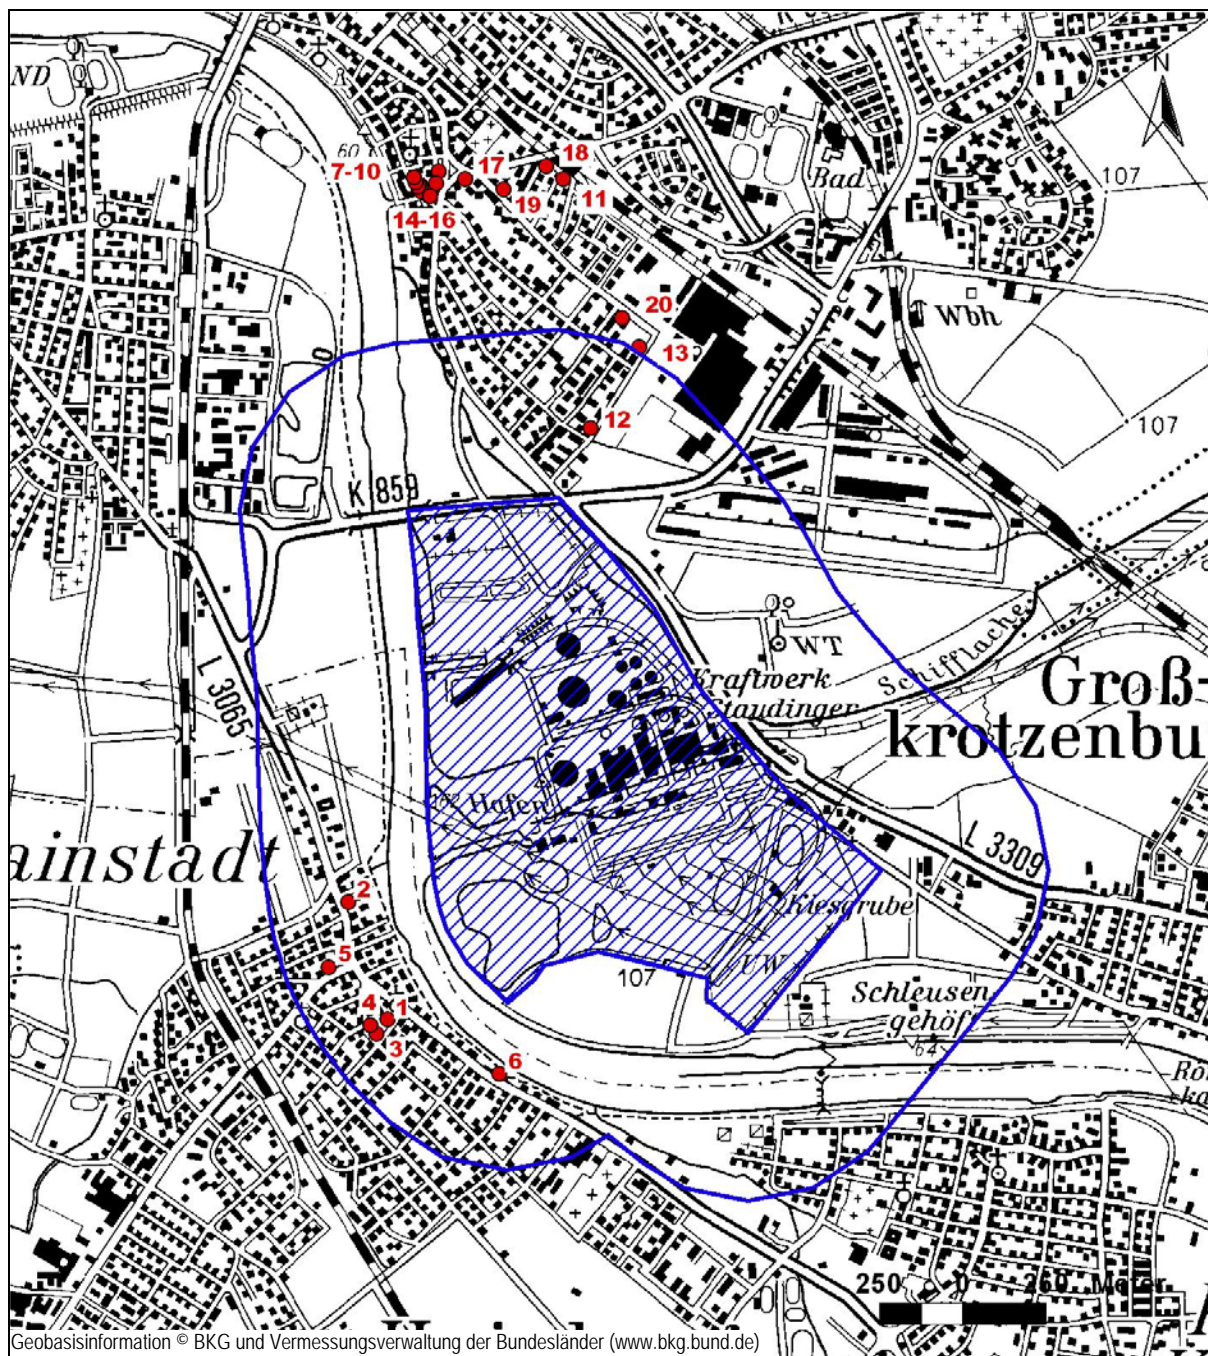 ND
N
60
7-10
17
18
14-16
19
11
Bad
107
20
Wbh
13
12
107
K 859
0
WT
Schifflache
Kraftwerk
Staudinger
Groß-
krotzenbu
L 3065
Hafen
L 3309
ainstadt
2
Kiesgrube
5
107
UW
Schleusen
gehöft
4
1
3
64
6
250 0 250 Meter
Geobasisinformation © BKG und Vermessungsverwaltung der Bundesländer (www.bkg.bund.de)